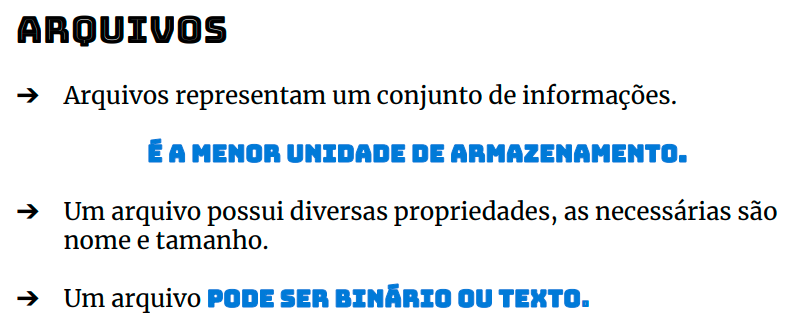 ARQUIVOS
➔ Arquivos representam um conjunto de informações.
É A MENOR UNIDADE DE ARMAZENAMENTO.
➔ Um arquivo possui diversas propriedades, as necessárias são
nome e tamanho.
➔ Um arquivo PODE SER BINÁRIO OU TEXTO.